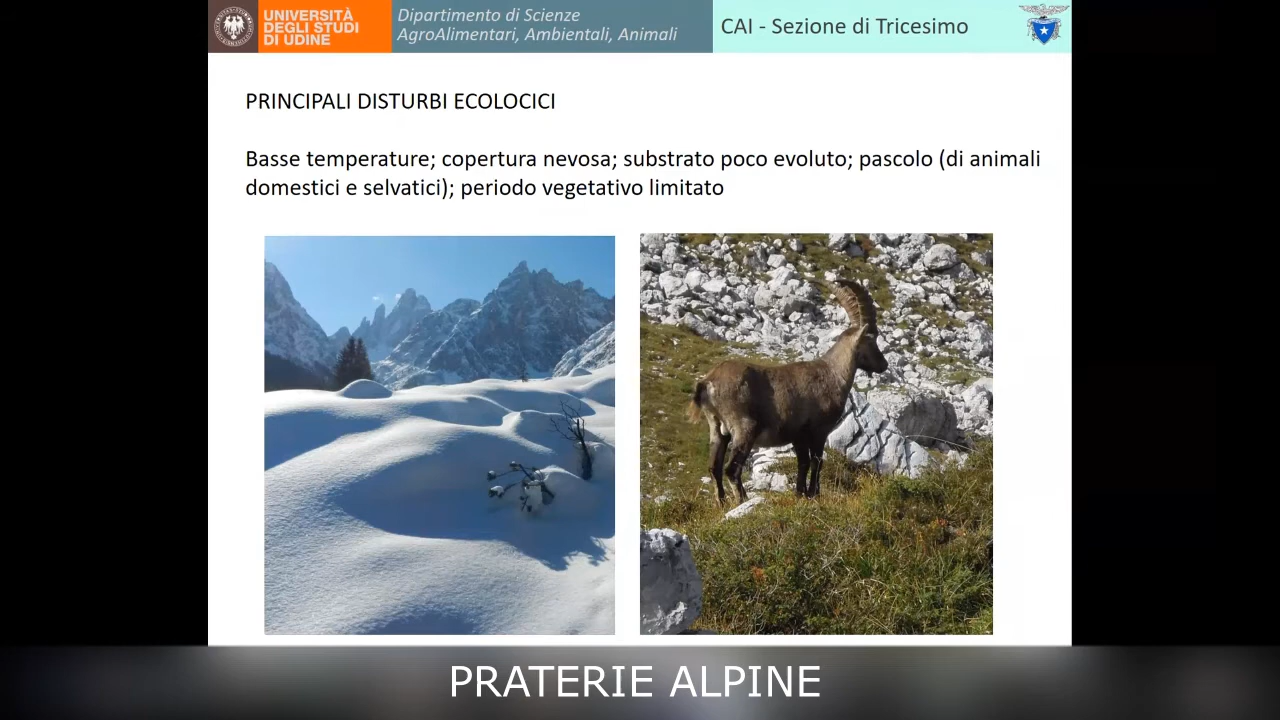 UNIVERSITÀ
DEGLI STUDI
DI UDINE
Dipartimento di Scienze
AgroAlimentari, Ambientali, Animali
CAI - Sezione di Tricesimo
PRINCIPALI DISTURBI ECOLOCICI
Basse temperature; copertura nevosa; substrato poco evoluto; pascolo (di animali
domestici e selvatici); periodo vegetativo limitato
PRATERIE ALPINE